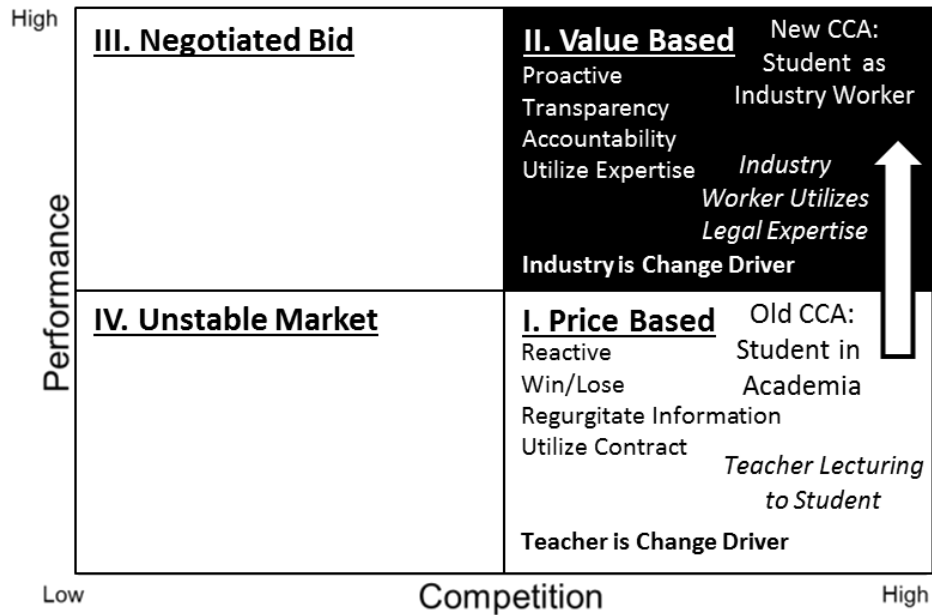 High
III. Negotiated Bid
II. Value Based
Proactive
Transparency
Accountability
Utilize Expertise
New CCA:
Student as
Industry Worker
Industry
Worker Utilizes
Legal Expertise
Industry is Change Driver
Performance
IV. Unstable Market
I. Price Based
Reactive
Win/Lose
Regurgitate Information
Utilize Contract
Old CCA:
Student in
Academia
Teacher Lecturing
to Student
Teacher is Change Driver
Low
Competition
High